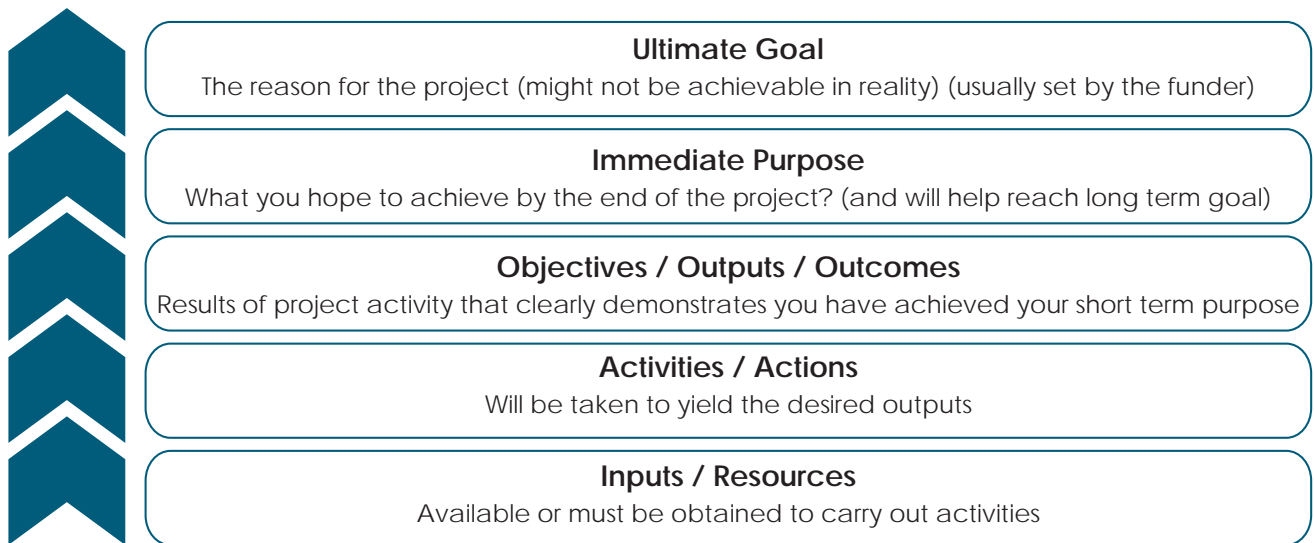 Ultimate Goal
The reason for the project (might not be achievable in reality) (usually set by the funder)
Immediate Purpose
What you hope to achieve by the end of the project? (and will help reach long term goal)
Objectives / Outputs / Outcomes
Results of project activity that clearly demonstrates you have achieved your short term purpose
Activities / Actions
Will be taken to yield the desired outputs
Inputs / Resources
Available or must be obtained to carry out activities